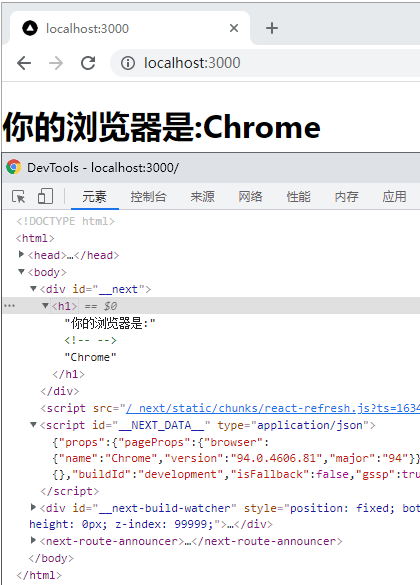 localhost:3000
localhost:3000
你的浏览器是:Chrome
DevTools - localhost:3000/
元素 控制台 来源 网络 性能 内存 应用
<!DOCTYPE html>
<html>
<head>…</head>
<body>
<div id="__next">
<h1> == $0
"你的浏览器是:"
<!-- -->
"Chrome"
</h1>
</div>
<script src="/_next/static/chunks/react-refresh.js?ts=1634
<script id="__NEXT_DATA__" type="application/json">
{"props":{"pageProps":{"browser":
{"name":"Chrome","version":"94.0.4606.81","major":"94"}}
{},"buildId":"development","isFallback":false,"gssp":tru
</script>
<div id="__next-build-watcher" style="position: fixed; bot
height: 0px; z-index: 99999;">…</div>
<next-route-announcer>…</next-route-announcer>
</body>
</html>